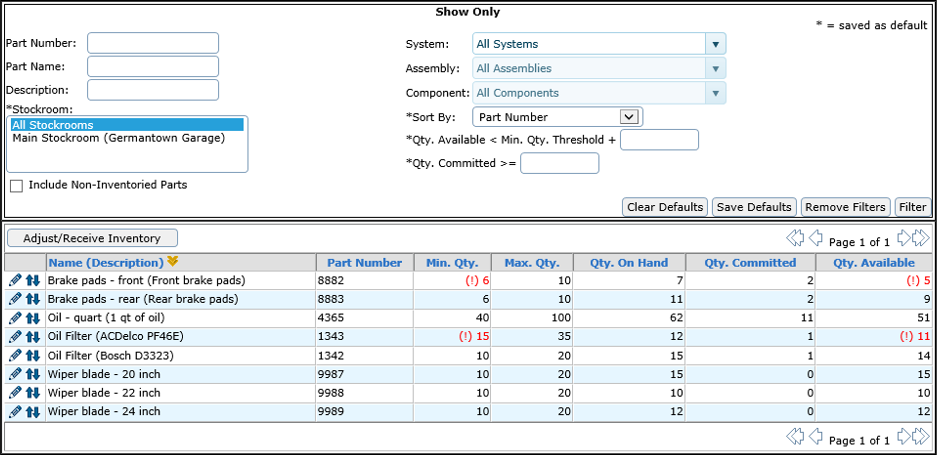 Show Only
* = saved as default
Part Number:
Part Name:
Description:
*Stockroom:
All Stockrooms
Main Stockroom (Germantown Garage)
Include Non-Inventoried Parts
System: All Systems
Assembly: All Assemblies
Component: All Components
*Sort By: Part Number
*Qty. Available < Min. Qty. Threshold +
*Qty. Committed >=
Clear Defaults Save Defaults Remove Filters Filter
Adjust/Receive Inventory Page 1 of 1
Name (Description) Part Number Min. Qty. Max. Qty. Qty. On Hand Qty. Committed Qty. Available
Brake pads - front (Front brake pads) 8882 (!) 6 10 7 2 (!) 5
Brake pads - rear (Rear brake pads) 8883 6 10 11 2 9
Oil - quart (1 qt of oil) 4365 40 100 62 11 51
Oil Filter (ACDelco PF46E) 1343 (!) 15 35 12 1 (!) 11
Oil Filter (Bosch D3323) 1342 10 20 15 1 14
Wiper blade - 20 inch 9987 10 20 15 0 15
Wiper blade - 22 inch 9988 10 20 10 0 10
Wiper blade - 24 inch 9989 10 20 12 0 12
Page 1 of 1